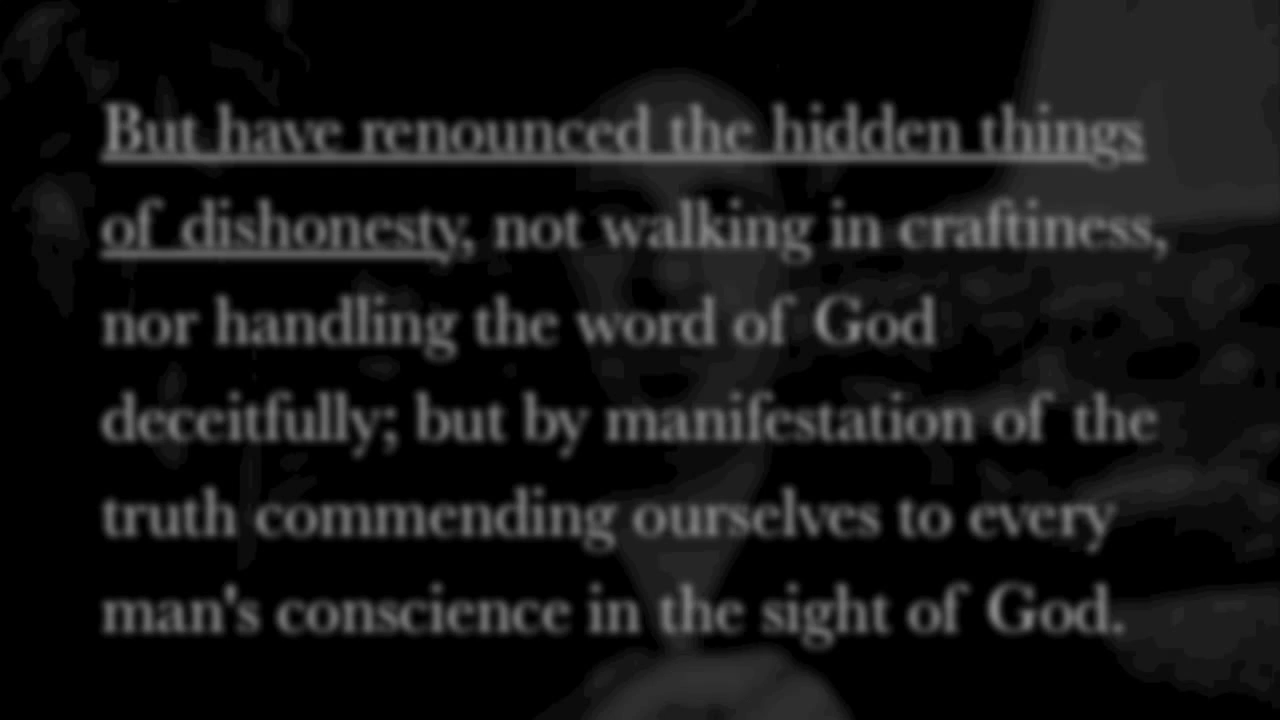 But have renounced the hidden things
of dishonesty, not walking in craftiness,
nor handling the word of God
deceitfully; but by manifestation of the
truth commending ourselves to every
man's conscience in the sight of God.